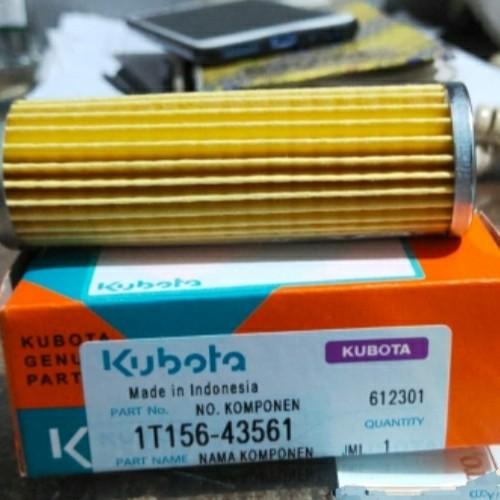 Kubota
KUBOTA
GENU
PART
Kubota
KUBOTA
Made in Indonesia
612301
PART No. NO. KOMPONEN
QUANTITY
1T156-43561
JML 1
PART NAME NAMA KOMPONEN